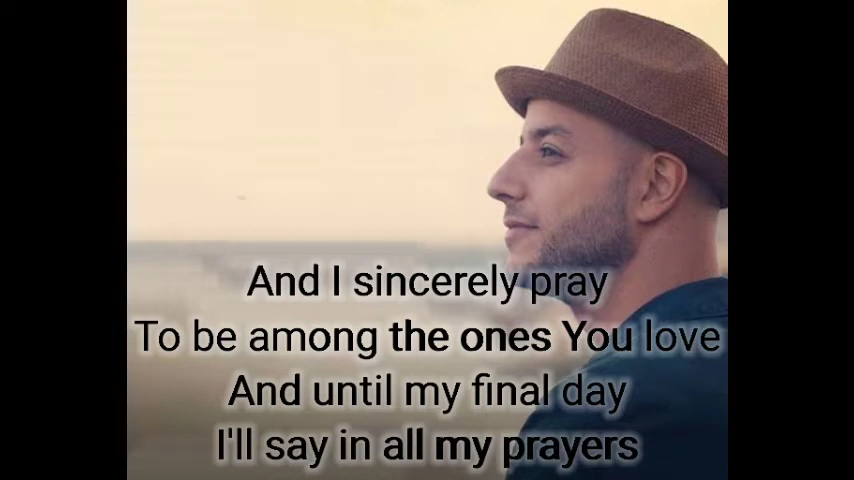 And I sincerely pray
To be among the ones You love
And until my final day
I'll say in all my prayers